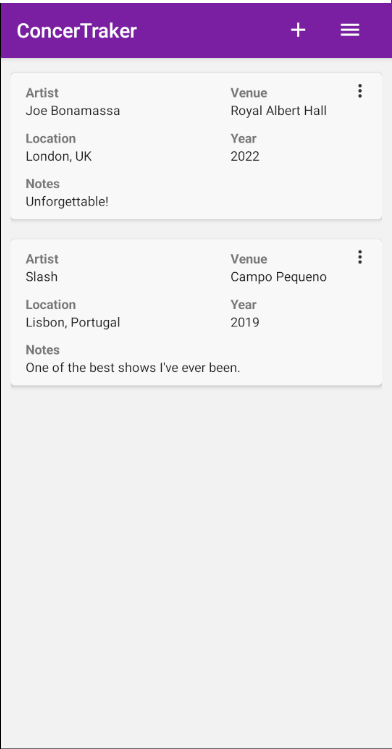 ConcerTraker
Artist Venue
Joe Bonamassa Royal Albert Hall
Location Year
London, UK 2022
Notes
Unforgettable!
Artist Venue
Slash Campo Pequeno
Location Year
Lisbon, Portugal 2019
Notes
One of the best shows I've ever been.